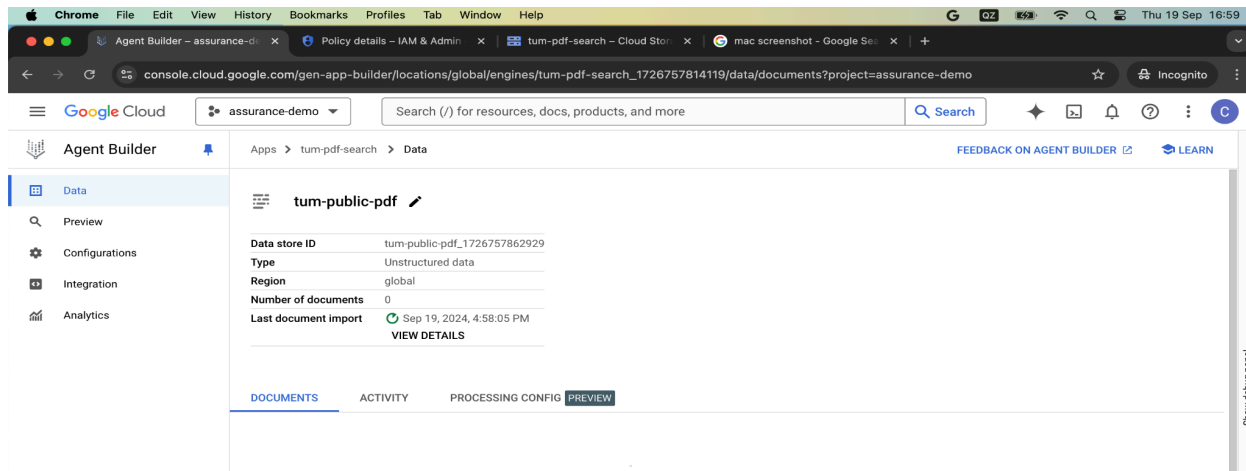 Chrome File Edit View History Bookmarks Profiles Tab Window Help G QZ Thu 19 Sep 16:59
Agent Builder – assurance-de Policy details – IAM & Admin tum-pdf-search – Cloud Stor mac screenshot - Google Sea
console.cloud.google.com/gen-app-builder/locations/global/engines/tum-pdf-search_1726757814119/data/documents?project=assurance-demo Incognito
Google Cloud assurance-demo Search (/) for resources, docs, products, and more Search C
Agent Builder Apps > tum-pdf-search > Data FEEDBACK ON AGENT BUILDER LEARN
Data
Preview
Configurations
Integration
Analytics
tum-public-pdf
Data store ID tum-public-pdf_1726757862929
Type Unstructured data
Region global
Number of documents 0
Last document import Sep 19, 2024, 4:58:05 PM
VIEW DETAILS
DOCUMENTS ACTIVITY PROCESSING CONFIG PREVIEW